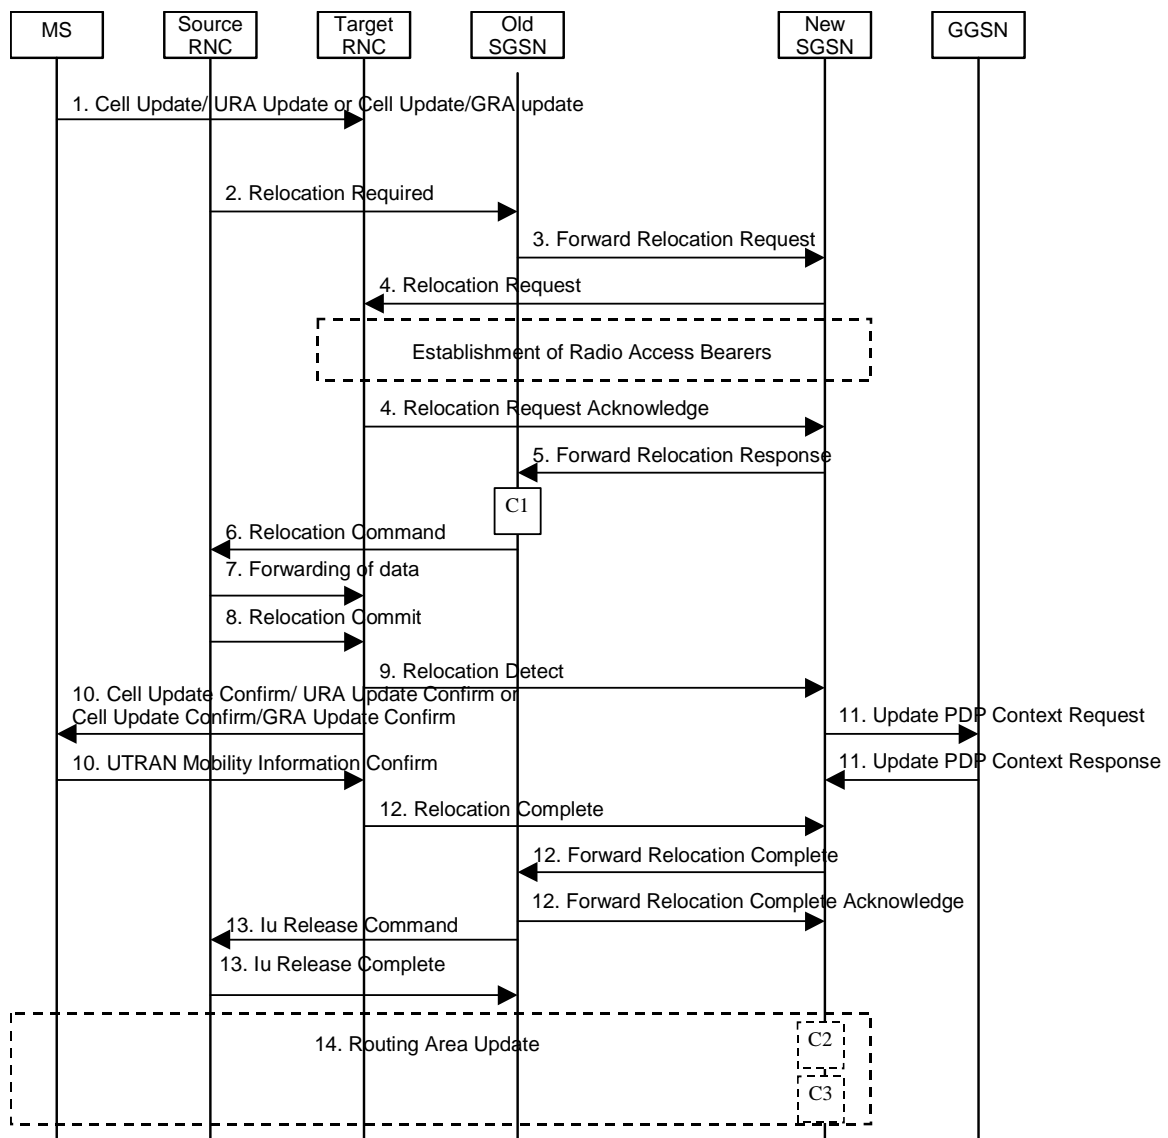 MS
Source
RNC
Target
RNC
Old
SGSN
New
SGSN
GGSN
1. Cell Update/ URA Update or Cell Update/GRA update
2. Relocation Required
3. Forward Relocation Request
4. Relocation Request
Establishment of Radio Access Bearers
4. Relocation Request Acknowledge
5. Forward Relocation Response
C1
6. Relocation Command
7. Forwarding of data
8. Relocation Commit
9. Relocation Detect
10. Cell Update Confirm/ URA Update Confirm or
Cell Update Confirm/GRA Update Confirm
11. Update PDP Context Request
10. UTRAN Mobility Information Confirm
11. Update PDP Context Response
12. Relocation Complete
12. Forward Relocation Complete
12. Forward Relocation Complete Acknowledge
13. Iu Release Command
13. Iu Release Complete
14. Routing Area Update
C2
C3